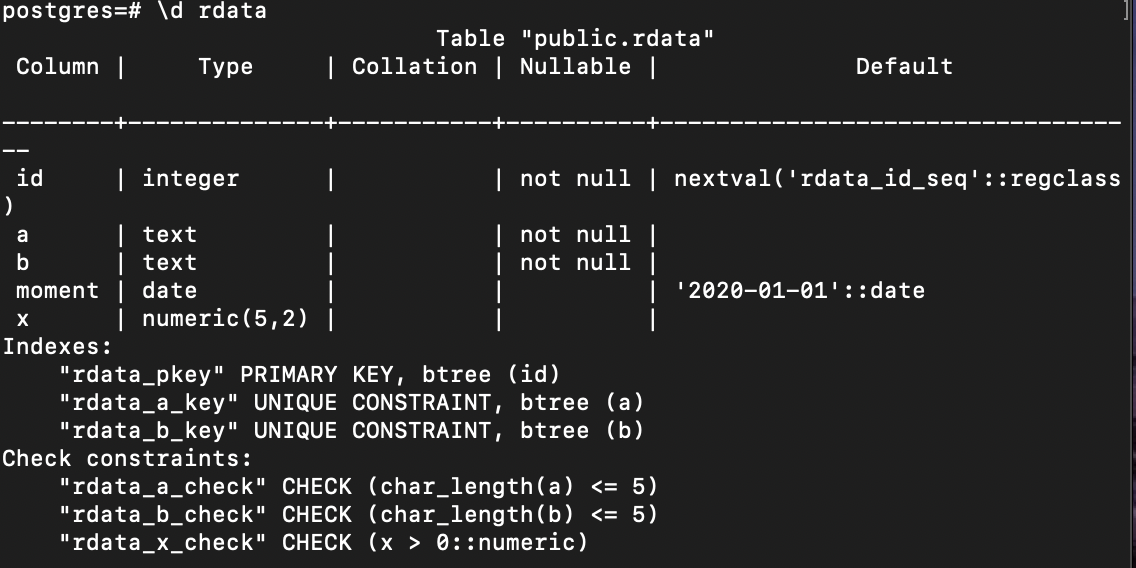 postgres=# \d rdata
Table "public.rdata"
Column | Type | Collation | Nullable | Default
--------+--------------+-----------+----------+---------------------------------
--
id | integer | | not null | nextval('rdata_id_seq'::regclass
)
a | text | | not null |
b | text | | not null |
moment | date | | | '2020-01-01'::date
x | numeric(5,2) | | |
Indexes:
"rdata_pkey" PRIMARY KEY, btree (id)
"rdata_a_key" UNIQUE CONSTRAINT, btree (a)
"rdata_b_key" UNIQUE CONSTRAINT, btree (b)
Check constraints:
"rdata_a_check" CHECK (char_length(a) <= 5)
"rdata_b_check" CHECK (char_length(b) <= 5)
"rdata_x_check" CHECK (x > 0::numeric)